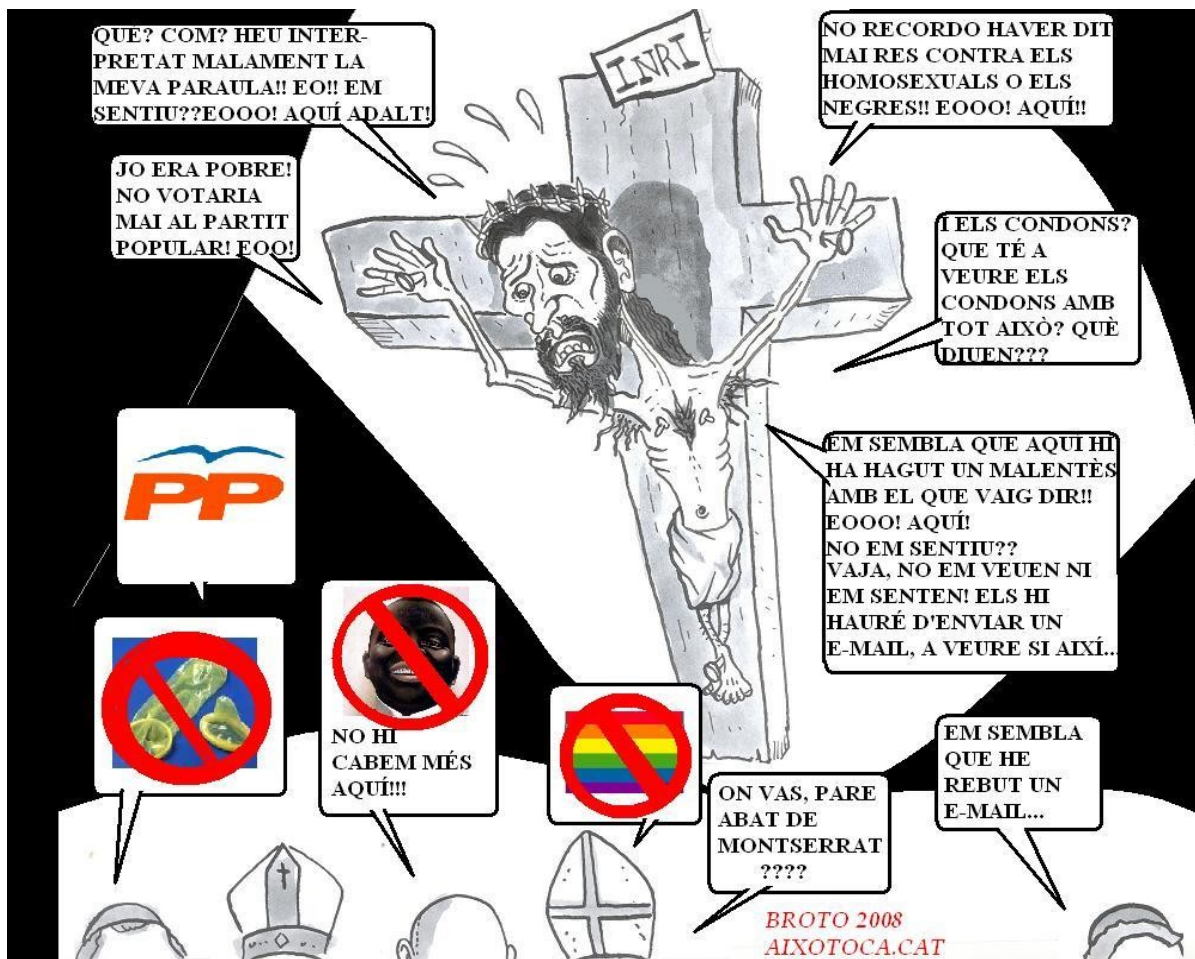 QUÈ? COM? HEU INTER-
PRETAT MALAMENT LA
MEVA PARAULA!! EO!! EM
SENTIU??EOOO! AQUÍ ADALT!
INRI
NO RECORDO HAVER DIT
MAI RES CONTRA ELS
HOMOSEXUALS O ELS
NEGRES!! EOOO! AQUÍ!!
JO ERA POBRE!
NO VOTARIA
MAI AL PARTIT
POPULAR! EOO!
I ELS CONDONS?
QUE TÉ A
VEURE ELS
CONDONS AMB
TOT AIXÒ? QUÈ
DIUEN???
EM SEMBLA QUE AQUI HI
HA HAGUT UN MALENTÈS
AMB EL QUE VAIG DIR!!
EOOO! AQUÍ!
NO EM SENTIU??
VAJA, NO EM VEUEN NI
EM SENTEN! ELS HI
HAURÉ D'ENVIAR UN
E-MAIL, A VEURE SI AIXÍ...
PP
NO HI
CABEM MÉS
AQUÍ!!!
ON VAS, PARE
ABAT DE
MONTSERRAT
????
EM SEMBLA
QUE HE
REBUT UN
E-MAIL...
BROTO 2008
AIXOTOCA.CAT